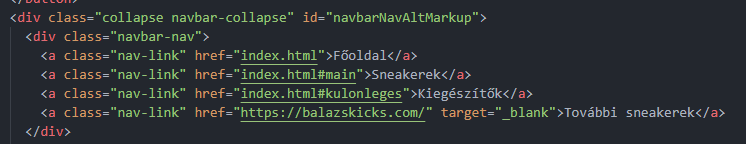 </button>
<div class="collapse navbar-collapse" id="navbarNavAltMarkup">
<div class="navbar-nav">
<a class="nav-link" href="index.html">Főoldal</a>
<a class="nav-link" href="index.html#main">Sneakerek</a>
<a class="nav-link" href="index.html#kulonleges">Kiegészítők</a>
<a class="nav-link" href="https://balazskicks.com/" target="_blank">További sneakerek</a>
</div>